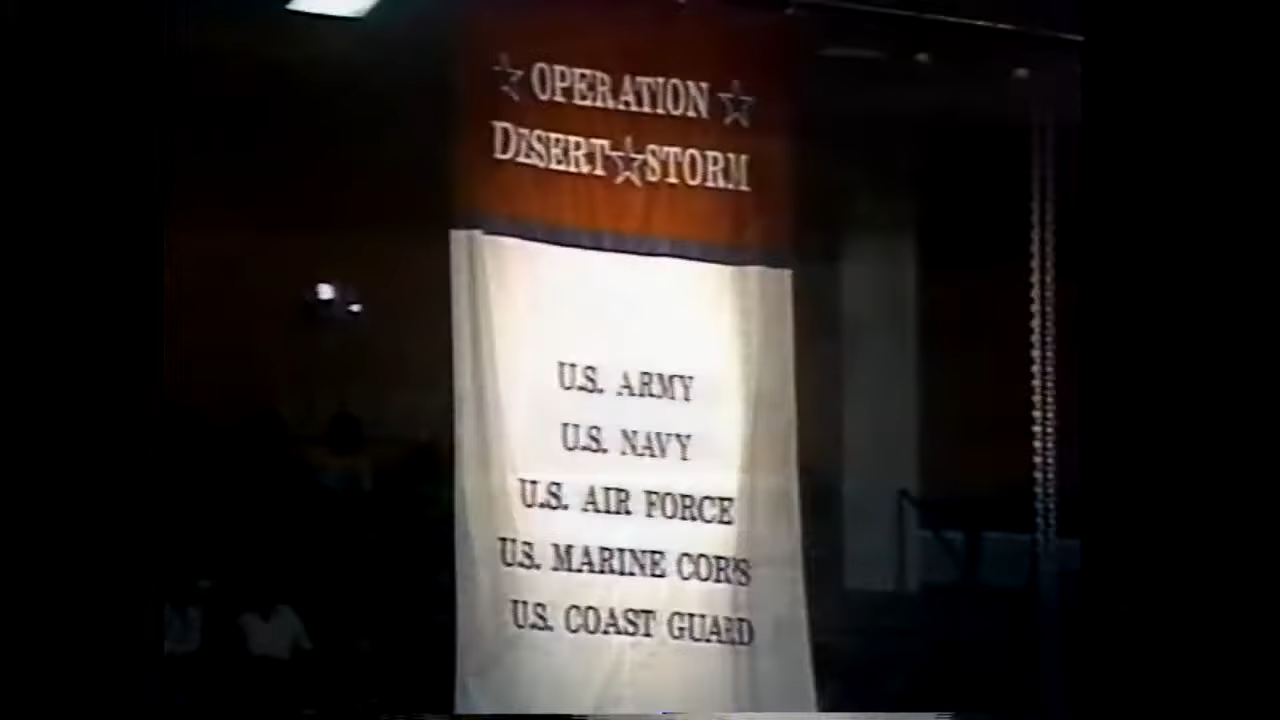 ☆ OPERATION ☆
DESERT☆STORM
U.S. ARMY
U.S. NAVY
U.S. AIR FORCE
U.S. MARINE CORPS
U.S. COAST GUARD